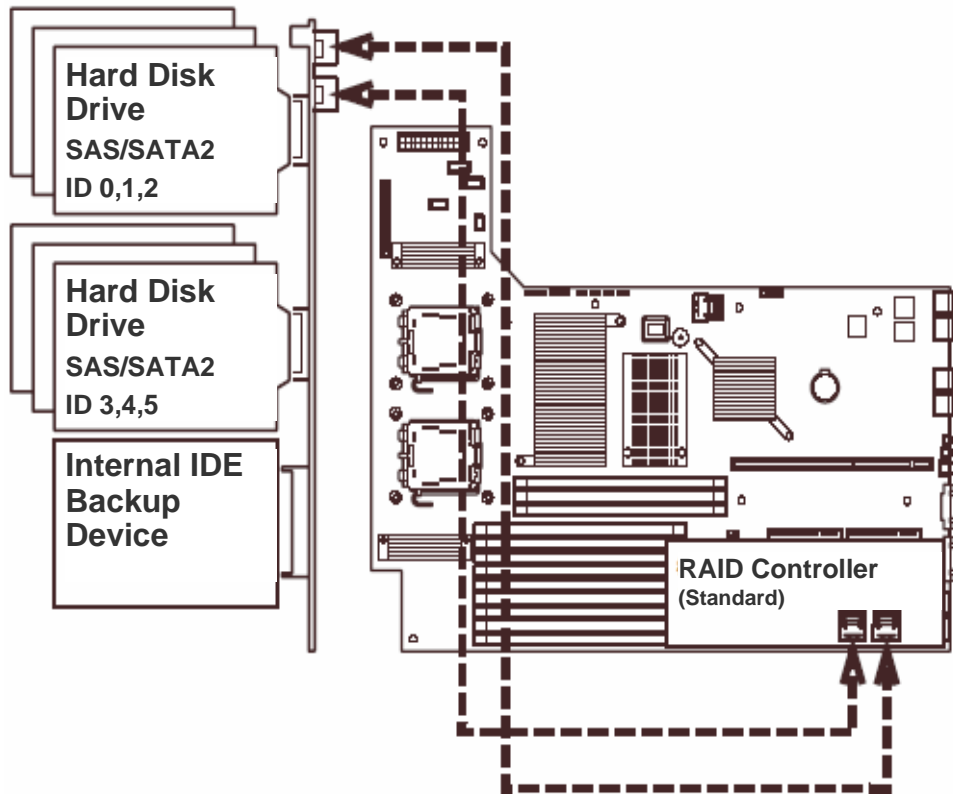 Hard Disk
Drive
SAS/SATA2
ID 0,1,2
Hard Disk
Drive
SAS/SATA2
ID 3,4,5
Internal IDE
Backup
Device
RAID Controller
(Standard)